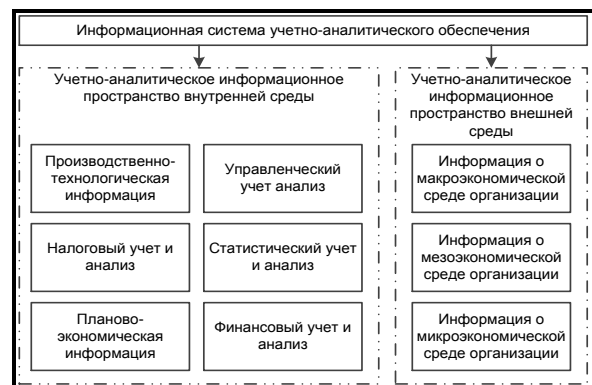 Информационная система учетно-аналитического обеспечения
Учетно-аналитическое информационное
пространство внутренней среды
Учетно-аналитическое
информационное
пространство внешней
среды
Производственно-
технологическая
информация
Управленческий
учет анализ
Информация о
макроэкономической
среде организации
Налоговый учет и
анализ
Статистический учет
и анализ
Информация о
мезоэкономической
среде организации
Планово-
экономическая
информация
Финансовый учет и
анализ
Информация о
микроэкономической
среде организации